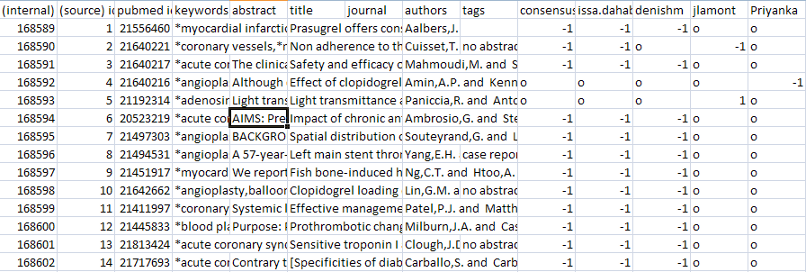 (internal) (source) id pubmed id keywords abstract title journal authors tags consensus issa.dahab denishm jlamont Priyanka
168589 1 21556460 *myocardial infarctic Prasugrel offers cons Aalbers,J. -1 -1 -1 o o
168590 2 21640221 *coronary vessels,*n Non adherence to th Cuisset,T. no abstrac -1 -1 o -1 o
168591 3 21640217 *acute co The clinica Safety and efficacy c Mahmoudi,M. and S -1 -1 -1 o o
168592 4 21640216 *angiopla Although Effect of clopidogrel Amin,A.P. and Kenn o o o o -1
168593 5 21192314 *adenosin Light tran Light transmittance a Paniccia,R. and Anto o o o 1 o
168594 6 20523219 *acute co AIMS: Pre Impact of chronic an Ambrosio,G. and Ste -1 -1 -1 o o
168595 7 21497303 *angiopla BACKGRO Spatial distribution c Souteyrand,G. and L -1 -1 -1 o o
168596 8 21494531 *angiopla A 57-year- Left main stent thron Yang,E.H. case repor -1 -1 -1 o o
168597 9 21451917 *myocard We report Fish bone-induced h Ng,C.T. and Htoo,A. -1 -1 -1 o o
168598 10 21642662 *angioplasty,balloor Clopidogrel loading Lin,G.M. a no abstrac -1 -1 -1 o o
168599 11 21411997 *coronary Systemic l Effective manageme Patel,P.J. and Matth -1 -1 -1 o o
168600 12 21445833 *blood pla Purpose: I Prothrombotic chang Milburn,J.A. and Cas -1 -1 -1 o o
168601 13 21813424 *acute coronary sync Sensitive troponin I Clough,J.D no abstrac -1 -1 -1 o o
168602 14 21717693 *acute co Contrary t [Specificities of diab Carballo,S. and Carb -1 -1 -1 o o